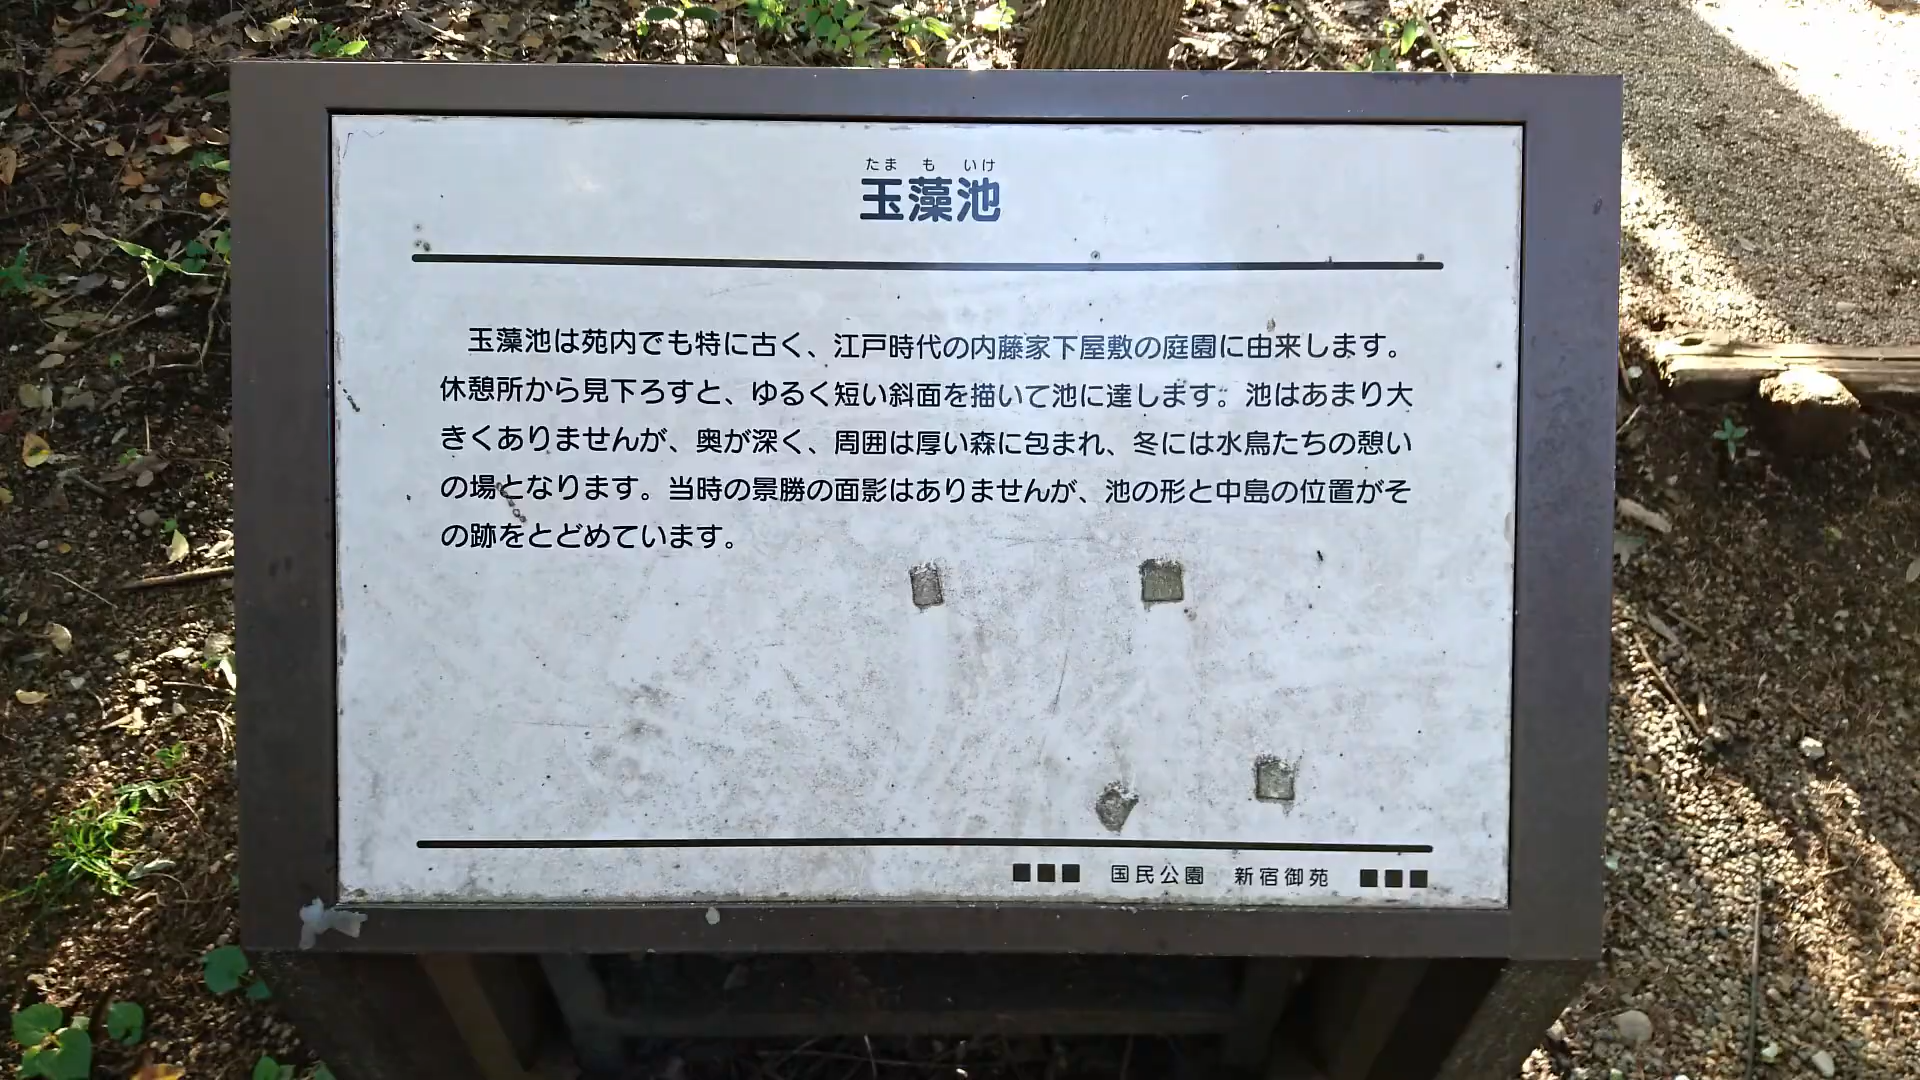 たま も いけ
玉藻池
玉藻池は苑内でも特に古く、江戸時代の内藤家下屋敷の庭園に由来します。
休憩所から見下ろすと、ゆるく短い斜面を描いて池に達します。池はあまり大
きくありませんが、奥が深く、周囲は厚い森に包まれ、冬には水鳥たちの憩い
の場となります。当時の景勝の面影はありませんが、池の形と中島の位置がそ
の跡をとどめています。
■■■ 国民公園 新宿御苑 ■■■